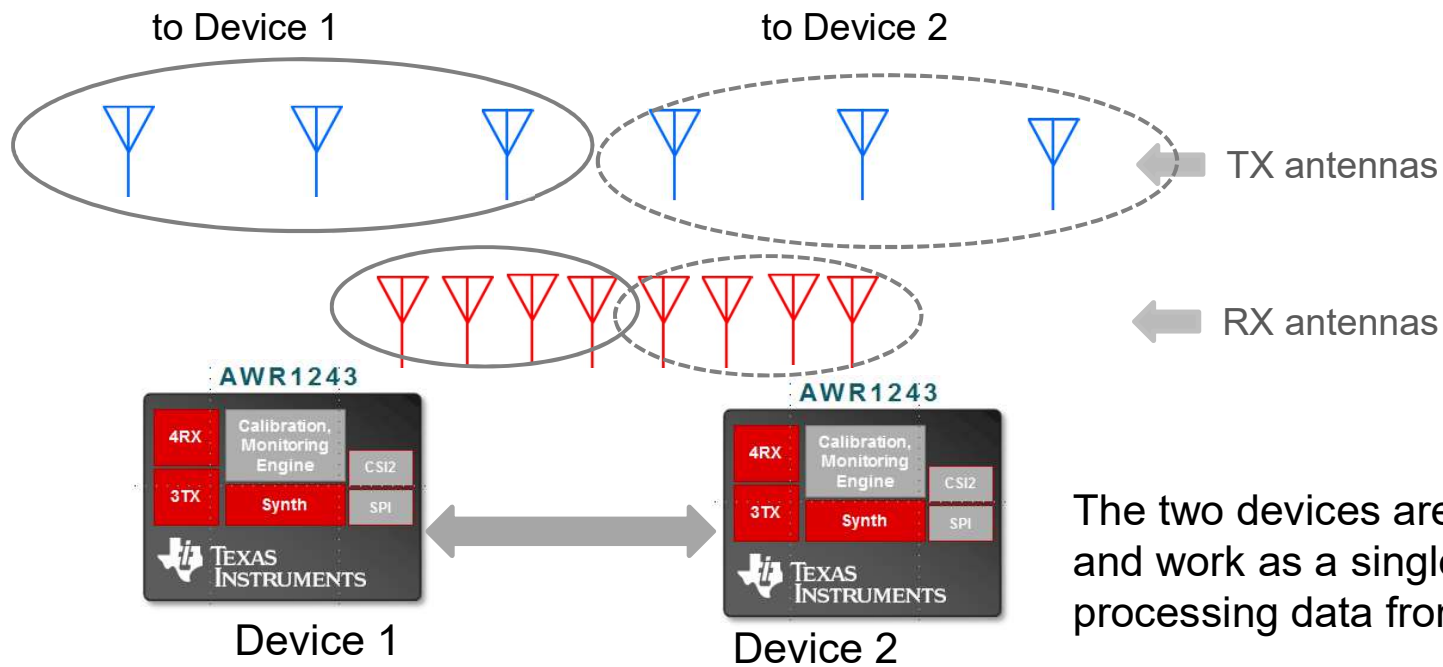 to Device 1
to Device 2
TX antennas
RX antennas
AWR1243
4RX
Calibration,
Monitoring
Engine
CSI2
3TX
Synth
SPI
TEXAS
INSTRUMENTS
Device 1
AWR1243
4RX
Calibration,
Monitoring
Engine
CSI2
3TX
Synth
SPI
TEXAS
INSTRUMENTS
Device 2
The two devices are
and work as a single
processing data from